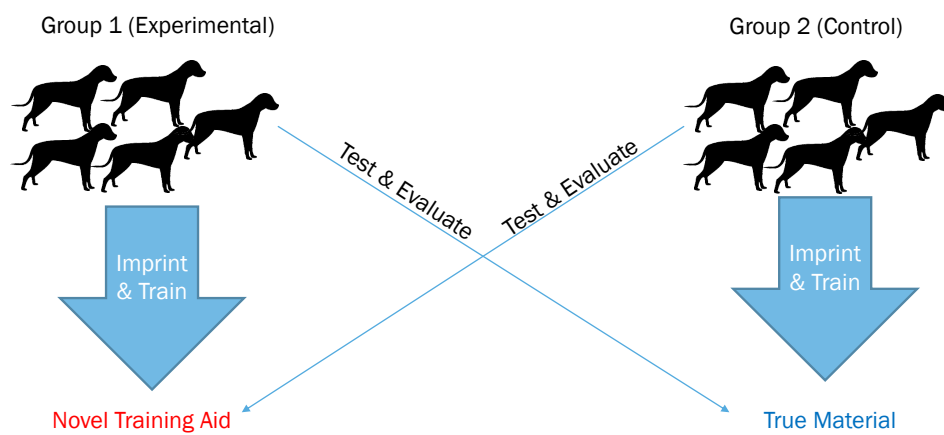 Group 1 (Experimental)
Group 2 (Control)
Test & Evaluate
Test & Evaluate
Imprint
& Train
Imprint
& Train
Novel Training Aid
True Material